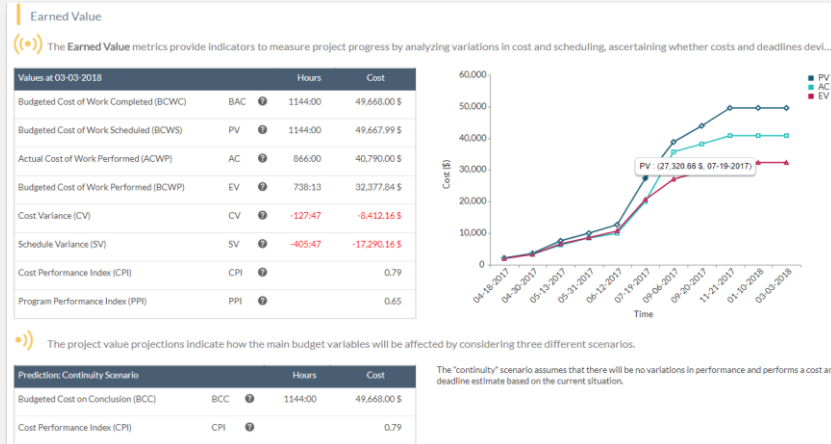 Earned Value
The Earned Value metrics provide indicators to measure project progress by analyzing variations in cost and scheduling, ascertaining whether costs and deadlines devi...
Values at 03-03-2018 Hours Cost
Budgeted Cost of Work Completed (BCWC) BAC ? 1144:00 49,668.00 $
Budgeted Cost of Work Scheduled (BCWS) PV ? 1144:00 49,667.99 $
Actual Cost of Work Performed (ACWP) AC ? 866:00 40,790.00 $
Budgeted Cost of Work Performed (BCWP) EV ? 738:13 32,377.84 $
Cost Variance (CV) CV ? -127:47 -8,412.16 $
Schedule Variance (SV) SV ? -405:47 -17,290.16 $
Cost Performance Index (CPI) CPI ? 0.79
Program Performance Index (PPI) PPI ? 0.65
60,000
50,000
40,000
30,000
20,000
10,000
0
Cost ($)
PV : (27,320.66 $, 07-19-2017)
PV
AC
EV
04-18-2017
04-30-2017
05-13-2017
05-31-2017
06-12-2017
07-19-2017
09-06-2017
09-20-2017
11-21-2017
01-10-2018
03-03-2018
Time
The project value projections indicate how the main budget variables will be affected by considering three different scenarios.
Prediction: Continuity Scenario Hours Cost
Budgeted Cost on Conclusion (BCC) BCC ? 1144:00 49,668.00 $
Cost Performance Index (CPI) CPI ? 0.79
The "continuity" scenario assumes that there will be no variations in performance and performs a cost an
deadline estimate based on the current situation.